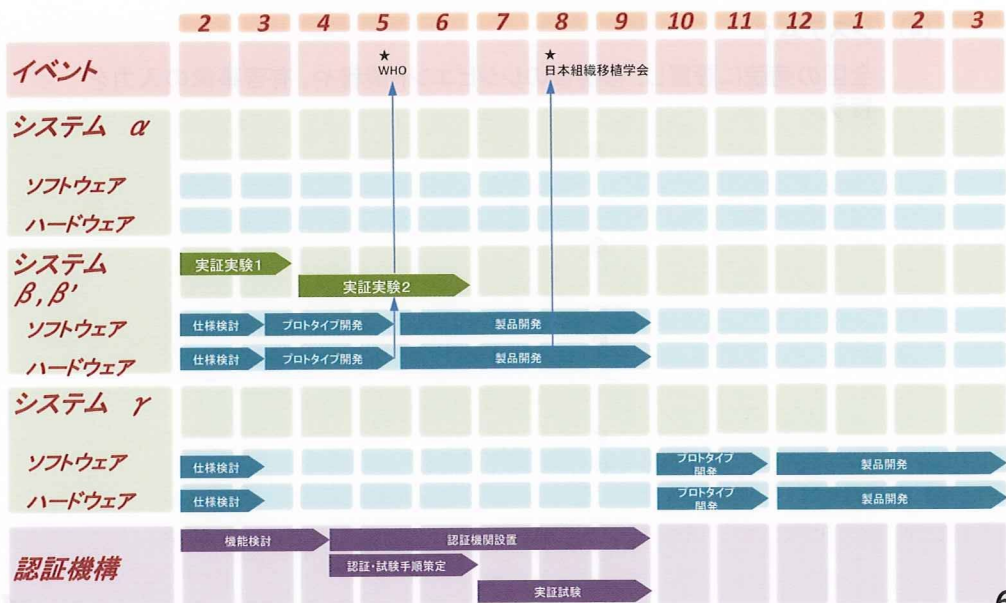 2 3 4 5 6 7 8 9 10 11 12 1 2 3
イベント
★
WHO
★
日本組織移植学会
システム α
ソフトウェア
ハードウェア
システム
β, β'
実証実験1
実証実験2
ソフトウェア
仕様検討 プロトタイプ開発 製品開発
ハードウェア
仕様検討 プロトタイプ開発 製品開発
システム γ
ソフトウェア
仕様検討
プロトタイプ
開発
製品開発
ハードウェア
仕様検討
プロトタイプ
開発
製品開発
認証機構
機能検討 認証機関設置
認証・試験手順策定
実証試験
6